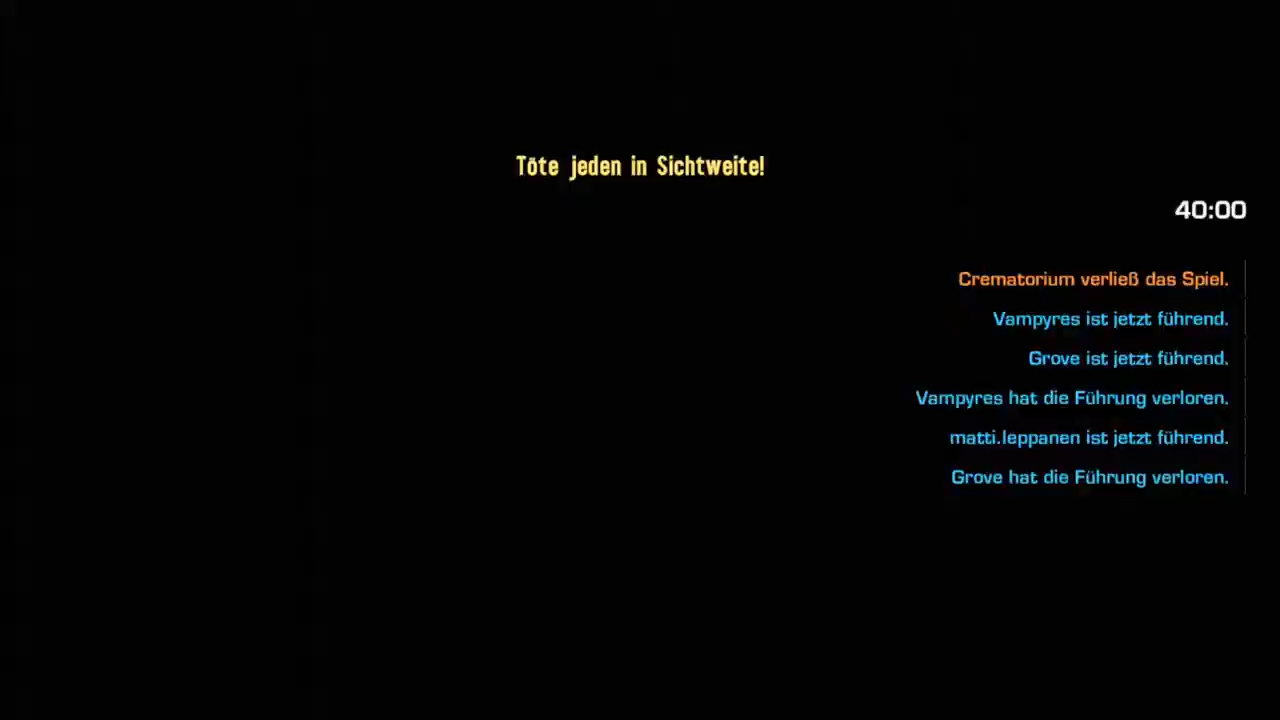 Töte jeden in Sichtweite!
40:00
Crematorium verließ das Spiel.
Vampyres ist jetzt führend.
Grove ist jetzt führend.
Vampyres hat die Führung verloren.
matti.leppanen ist jetzt führend.
Grove hat die Führung verloren.